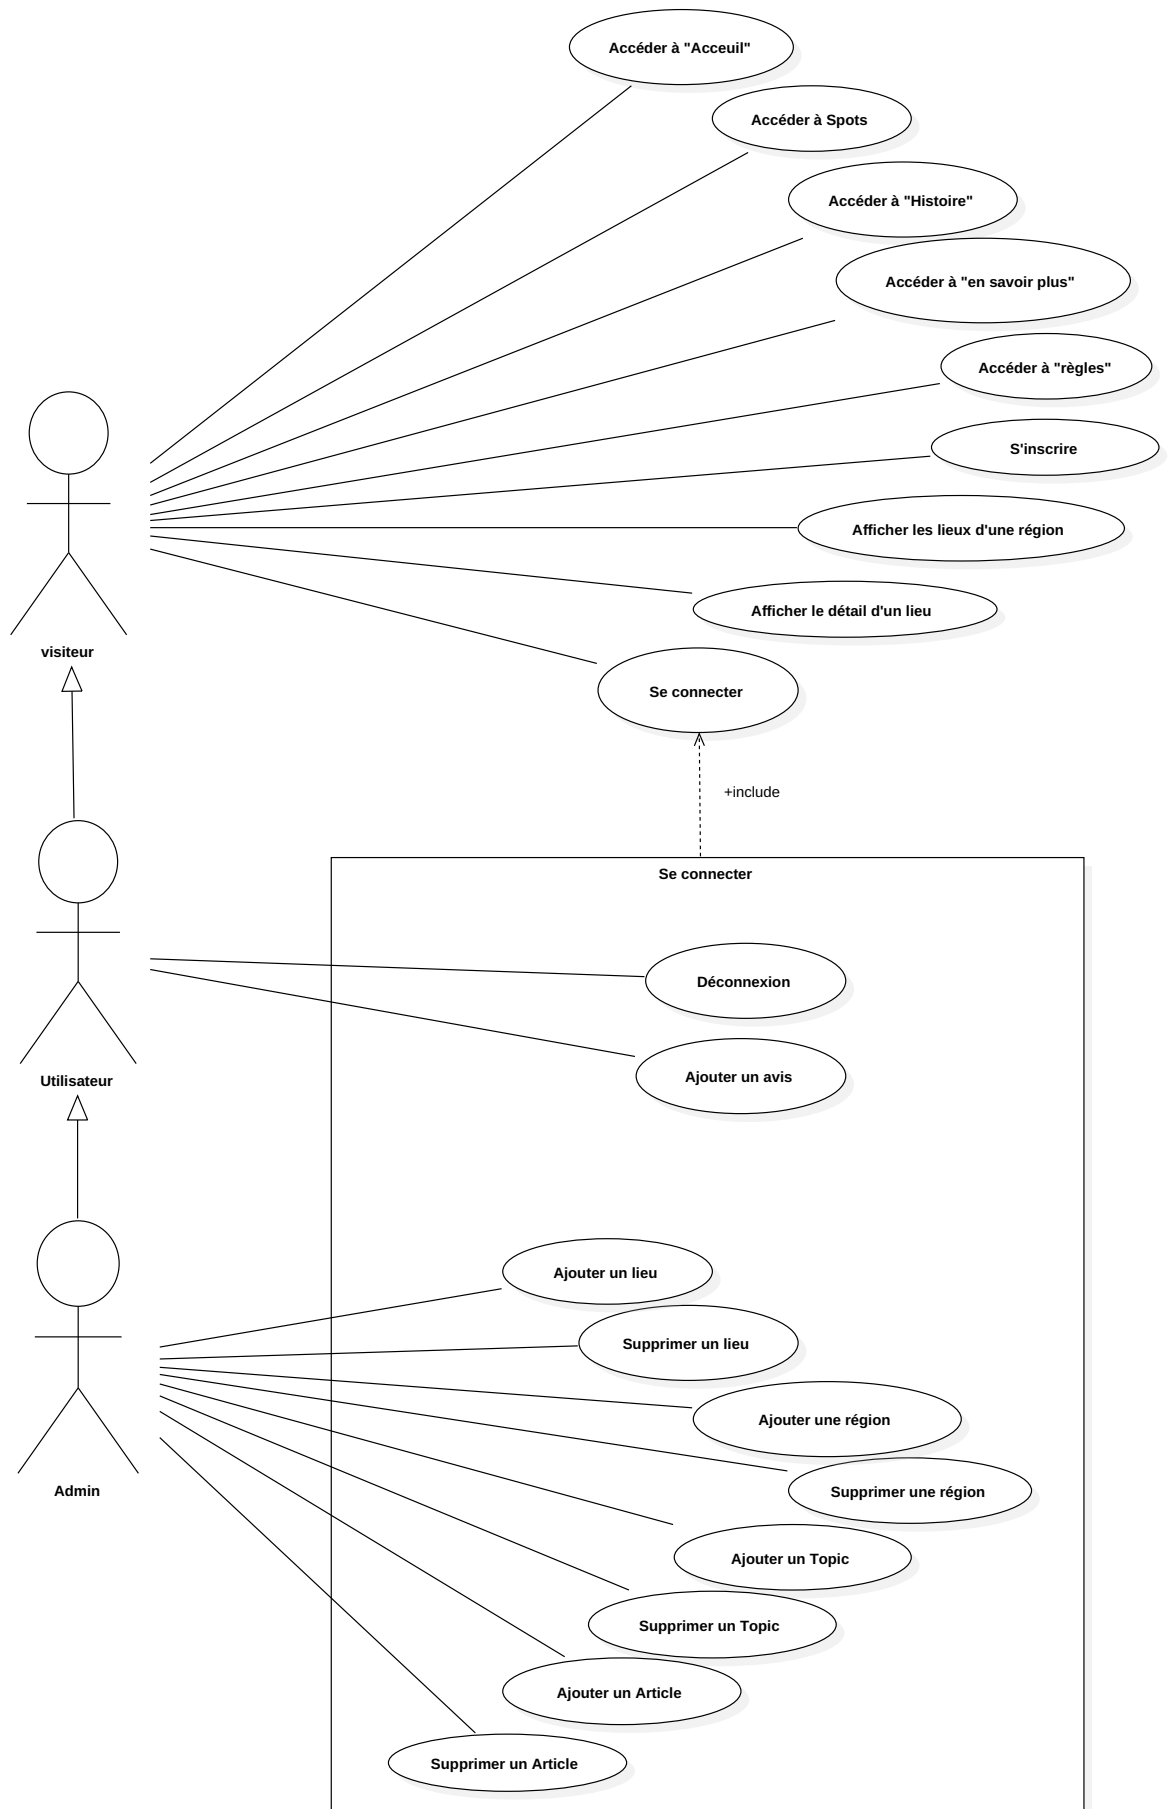 Accéder à "Acceuil"
Accéder à Spots
Accéder à "Histoire"
Accéder à "en savoir plus"
Accéder à "règles"
S'inscrire
Afficher les lieux d'une région
Afficher le détail d'un lieu
visiteur
Se connecter
+include
Se connecter
Déconnexion
Ajouter un avis
Utilisateur
Ajouter un lieu
Supprimer un lieu
Ajouter une région
Supprimer une région
Admin
Ajouter un Topic
Supprimer un Topic
Ajouter un Article
Supprimer un Article